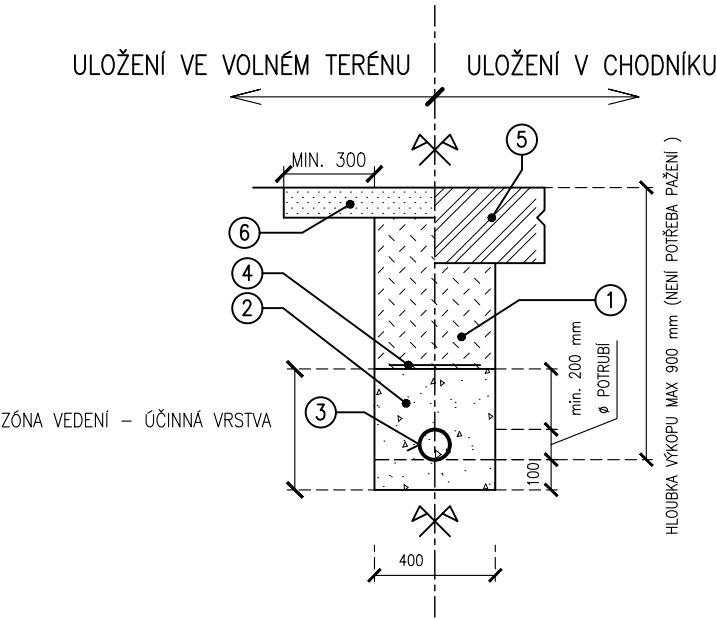 ULOŽENÍ VE VOLNÉM TERÉNU
ULOŽENÍ V CHODNÍKU
5
MIN. 300
6
4
2
1
3
ZÓNA VEDENÍ – ÚČINNÁ VRSTVA
min. 200 mm
ø POTRUBÍ
100
HLOUBKA VÝKOPU MAX 900 mm (NENÍ POTŘEBA PAŽENÍ )
400